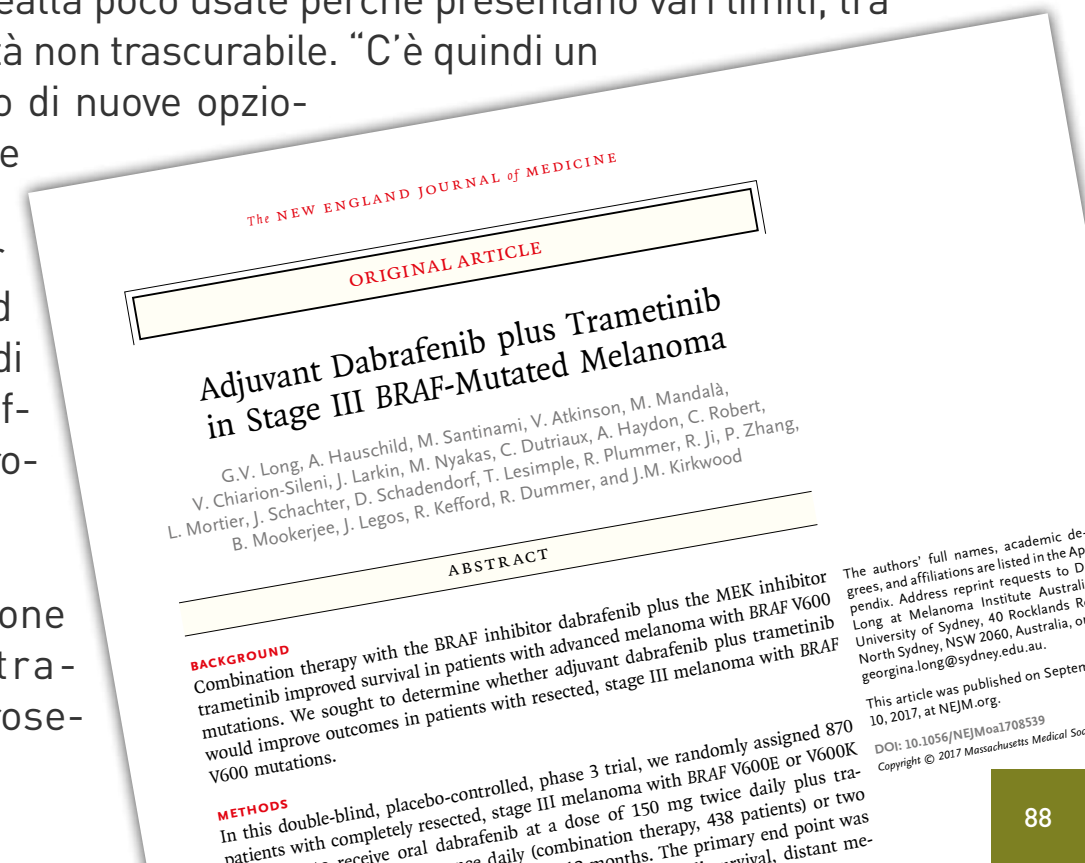 realtà poco usate perché presentano vari limiti, tra
tà non trascurabile. “C’è quindi un
o di nuove opzio-
e
d
di
f-
o-
one
tra-
ose-
The NEW ENGLAND JOURNAL of MEDICINE
ORIGINAL ARTICLE
Adjuvant Dabrafenib plus Trametinib
in Stage III BRAF-Mutated Melanoma
G.V. Long, A. Hauschild, M. Santinami, V. Atkinson, M. Mandalà,
V. Chiarion-Sileni, J. Larkin, M. Nyakas, C. Dutriaux, A. Haydon, C. Robert,
L. Mortier, J. Schachter, D. Schadendorf, T. Lesimple, R. Plummer, R. Ji, P. Zhang,
B. Mookerjee, J. Legos, R. Kefford, R. Dummer, and J.M. Kirkwood
ABSTRACT
BACKGROUND
Combination therapy with the BRAF inhibitor dabrafenib plus the MEK inhibitor
trametinib improved survival in patients with advanced melanoma with BRAF V600
mutations. We sought to determine whether adjuvant dabrafenib plus trametinib
would improve outcomes in patients with resected, stage III melanoma with BRAF
V600 mutations.
METHODS
In this double-blind, placebo-controlled, phase 3 trial, we randomly assigned 870
patients with completely resected, stage III melanoma with BRAF V600E or V600K
receive oral dabrafenib at a dose of 150 mg twice daily plus tra-
daily (combination therapy, 438 patients) or two
months. The primary end point was
survival, distant me-
The authors’ full names, academic de-
grees, and affiliations are listed in the Ap
pendix. Address reprint requests to D
Long at Melanoma Institute Australi
University of Sydney, 40 Rocklands R
North Sydney, NSW 2060, Australia, o
georgina.long@sydney.edu.au.
This article was published on Septem
10, 2017, at NEJM.org.
DOI: 10.1056/NEJMoa1708539
Copyright © 2017 Massachusetts Medical Soc
88